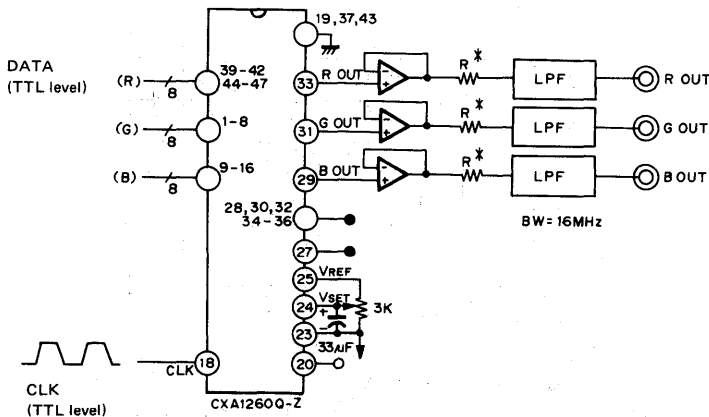 19,37,43
DATA
(TTL level)
(R)
8
39-42
44-47
33
R OUT
-
+
R*
LPF
R OUT
(G)
8
1-8
31
G OUT
-
+
R*
LPF
G OUT
(B)
8
9-16
29
B OUT
-
+
R*
LPF
B OUT
28,30,32
34-36
BW=16MHz
27
25
VREF
24
VSET
3K
+
-
23
33μF
18
CLK
20
CLK
(TTL level)
CXA1260Q-Z